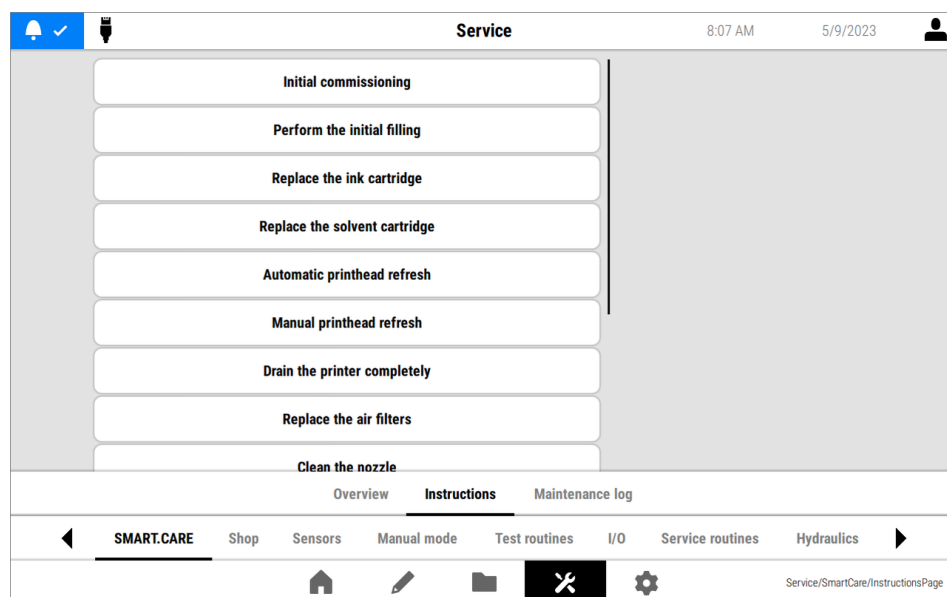 Service 8:07 AM 5/9/2023
Initial commissioning
Perform the initial filling
Replace the ink cartridge
Replace the solvent cartridge
Automatic printhead refresh
Manual printhead refresh
Drain the printer completely
Replace the air filters
Clean the nozzle
Overview Instructions Maintenance log
SMART.CARE Shop Sensors Manual mode Test routines I/O Service routines Hydraulics
Service/SmartCare/InstructionsPage